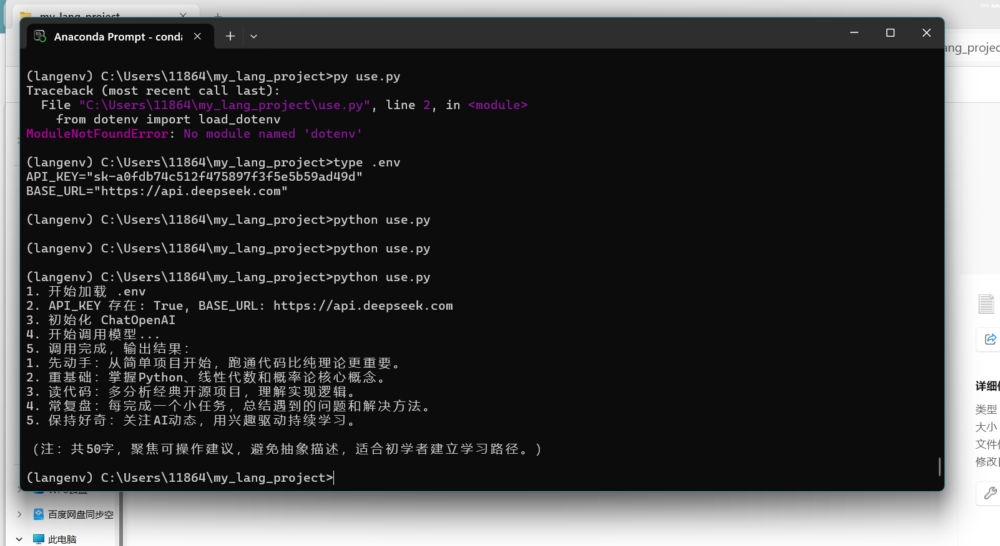 my_lang_project
Anaconda Prompt - conda
ang_projec
(langenv) C:\Users\11864\my_lang_project>py use.py
Traceback (most recent call last):
  File "C:\Users\11864\my_lang_project\use.py", line 2, in <module>
    from dotenv import load_dotenv
ModuleNotFoundError: No module named 'dotenv'
(langenv) C:\Users\11864\my_lang_project>type .env
API_KEY="sk-a0fdb74c512f475897f3f5e5b59ad49d"
BASE_URL="https://api.deepseek.com"
(langenv) C:\Users\11864\my_lang_project>python use.py
(langenv) C:\Users\11864\my_lang_project>python use.py
(langenv) C:\Users\11864\my_lang_project>python use.py
1. 开始加载 .env
2. API_KEY 存在: True, BASE_URL: https://api.deepseek.com
3. 初始化 ChatOpenAI
4. 开始调用模型...
5. 调用完成，输出结果：
1. 先动手：从简单项目开始，跑通代码比纯理论更重要。
2. 重基础：掌握Python、线性代数和概率论核心概念。
3. 读代码：多分析经典开源项目，理解实现逻辑。
4. 常复盘：每完成一个小任务，总结遇到的问题和解决方法。
5. 保持好奇：关注AI动态，用兴趣驱动持续学习。
（注：共50字，聚焦可操作建议，避免抽象描述，适合初学者建立学习路径。）
(langenv) C:\Users\11864\my_lang_project>
详细信
类型
大小
文件位
修改日
百度网盘同步空
此电脑